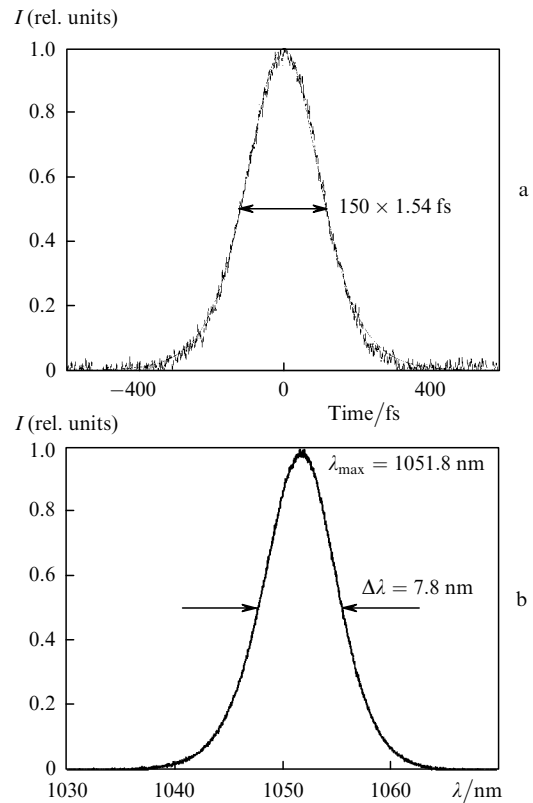 I (rel. units)
1.0
0.8
0.6
150 × 1.54 fs
a
0.4
0.2
0
−400
0
400
Time/fs
I (rel. units)
1.0
λmax = 1051.8 nm
0.8
0.6
Δλ = 7.8 nm
b
0.4
0.2
0
1030
1040
1050
1060
λ/nm